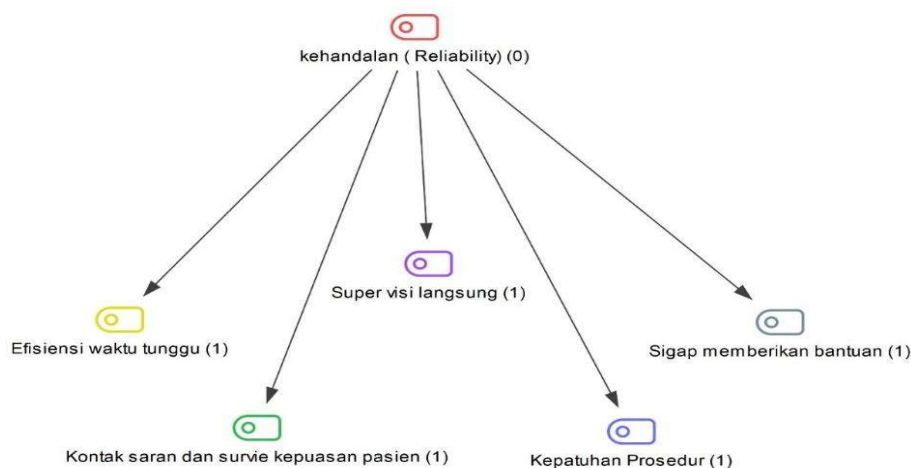 kehandalan ( Reliability) (0)
Super visi langsung (1)
Efisiensi waktu tunggu (1)
Sigap memberikan bantuan (1)
Kontak saran dan survie kepuasan pasien (1)
Kepatuhan Prosedur (1)